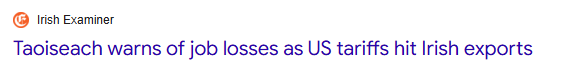 Irish Examiner
Taoiseach warns of job losses as US tariffs hit Irish exports